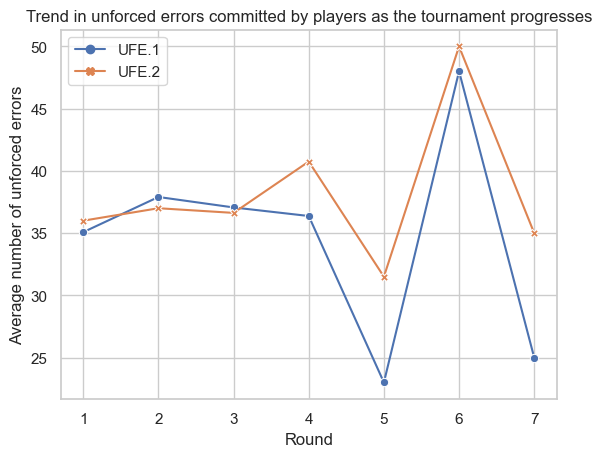 Trend in unforced errors committed by players as the tournament progresses
UFE.1
UFE.2
Average number of unforced errors
50
45
40
35
30
25
1 2 3 4 5 6 7
Round